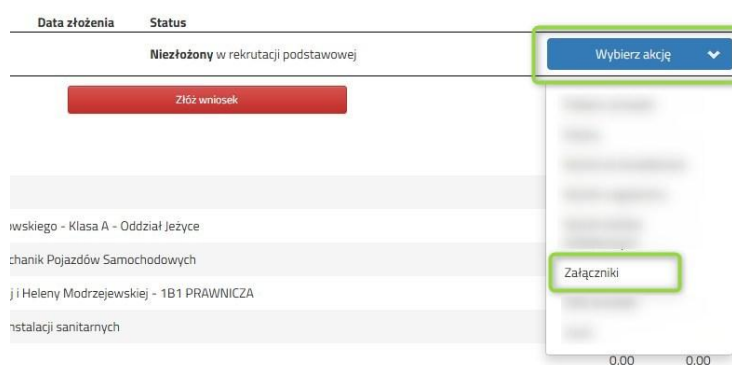 Data złożenia Status
Niezłożony w rekrutacji podstawowej Wybierz akcję
Złóż wniosek
owskiego - Klasa A - Oddział Jeżyce
chanik Pojazdów Samochodowych
Załączniki
j i Heleny Modrzejewskiej - 1B1 PRAWNICZA
nstalacji sanitarnych
0.00 0.00